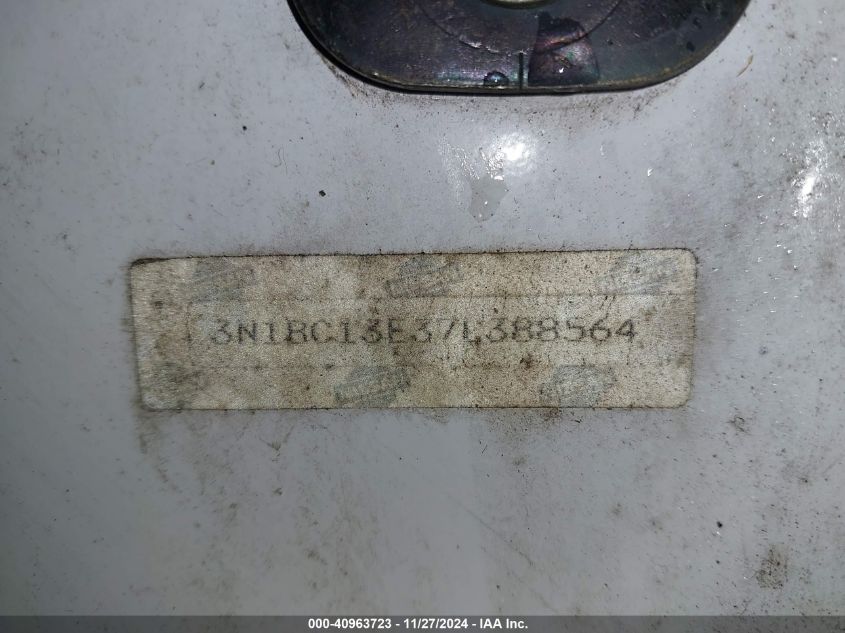 3N1BC13E37L388564
000-40963723 - 11/27/2024 - IAA Inc.